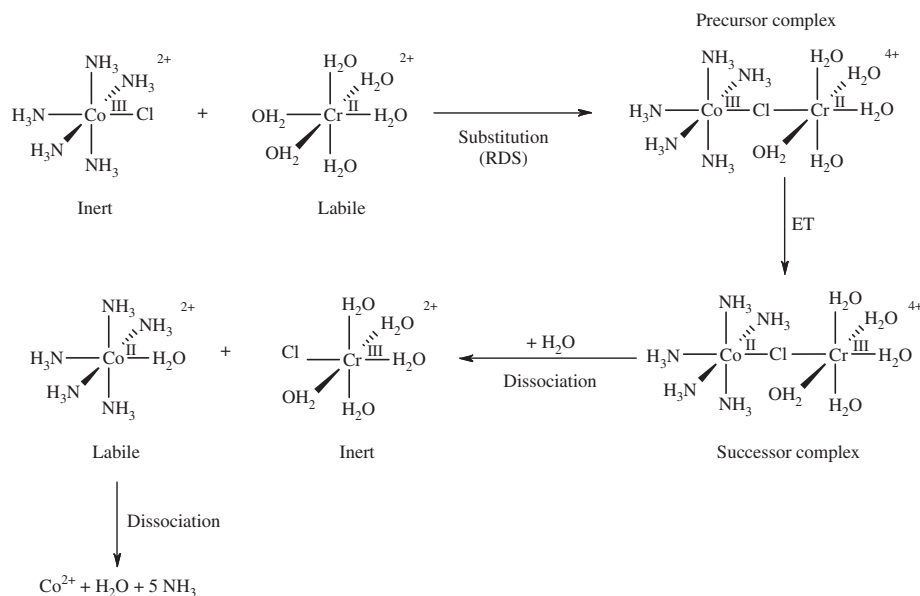 Precursor complex
NH₃
NH₃
2+
H₃N
Co
III
Cl
H₃N
NH₃
Inert
+
H₂O
H₂O
2+
OH₂
Cr
II
H₂O
OH₂
H₂O
Labile
Substitution
(RDS)
NH₃
NH₃
H₃N
Co
III
Cl
Cr
II
H₂O
H₂O
4+
H₂O
H₃N
NH₃
OH₂
H₂O
ET
NH₃
NH₃
2+
H₃N
Co
II
H₂O
H₃N
NH₃
Labile
+
H₂O
H₂O
2+
Cl
Cr
III
H₂O
OH₂
H₂O
Inert
+ H₂O
Dissociation
NH₃
NH₃
H₃N
Co
II
Cl
Cr
III
H₂O
H₂O
4+
H₂O
H₃N
NH₃
OH₂
H₂O
Successor complex
Dissociation
Co²⁺ + H₂O + 5 NH₃